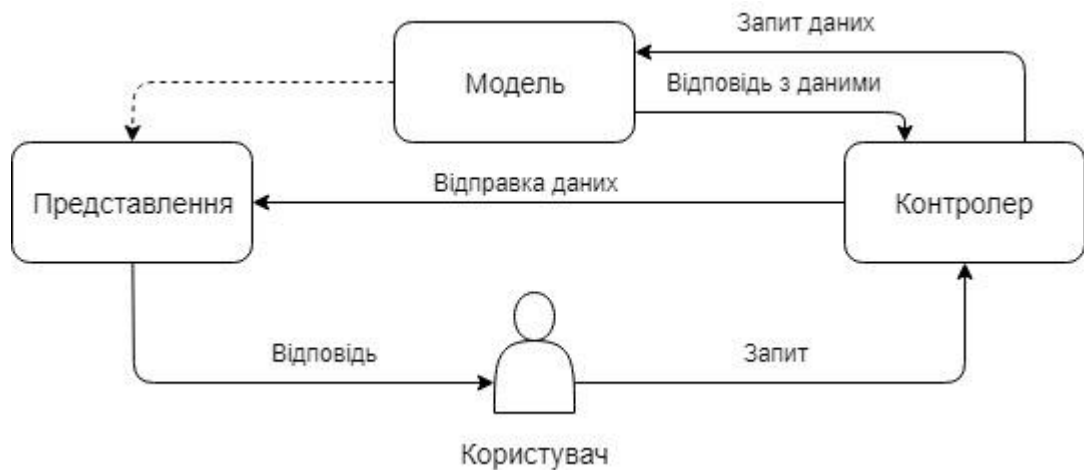 Запит даних
Модель
Відповідь з даними
Відправка даних
Представлення
Контролер
Відповідь
Запит
Користувач